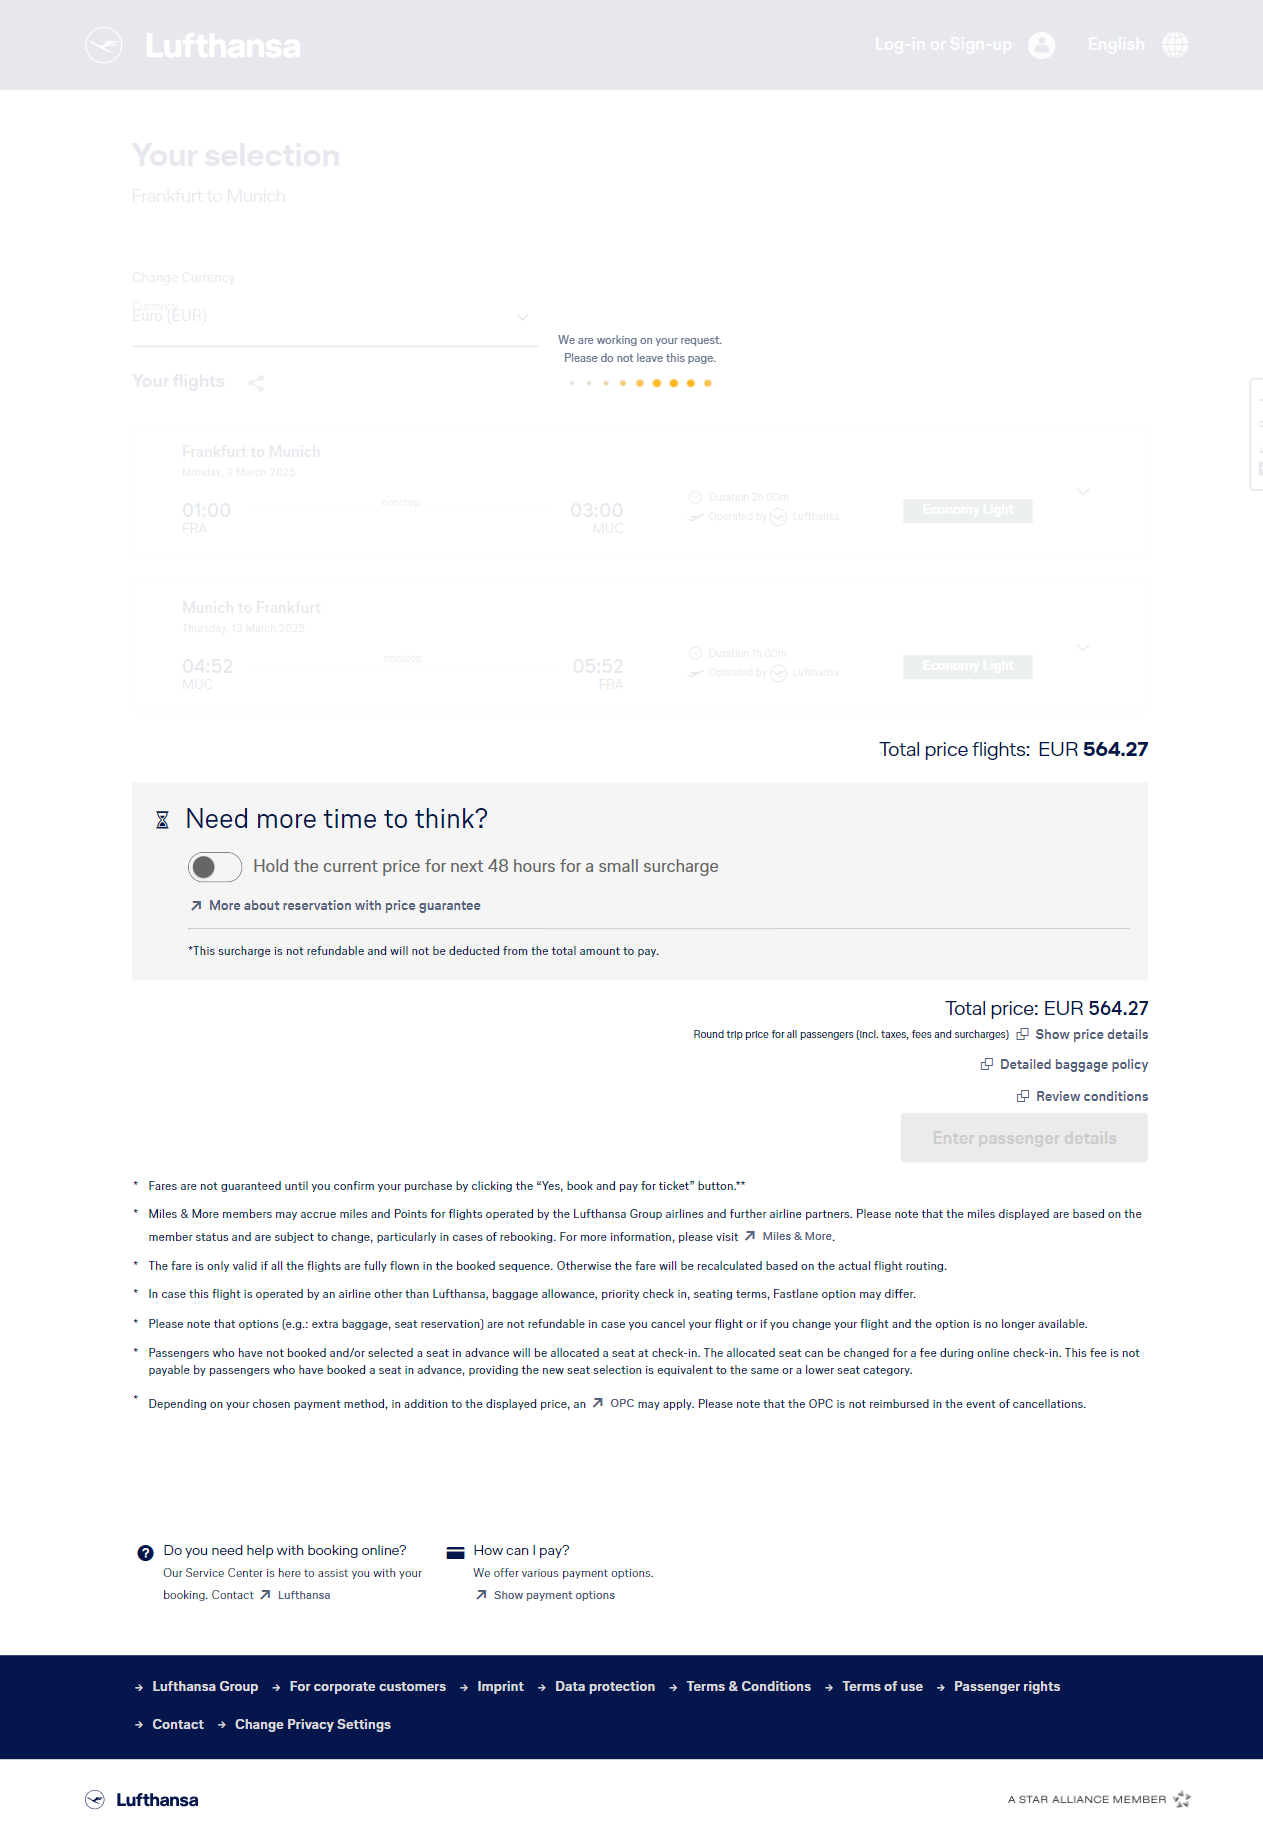 Lufthansa
Log-in or Sign-up
English
Your selection
Frankfurt to Munich
Change Currency
Currency
Euro (EUR)
We are working on your request.
Please do not leave this page.
Your flights
Frankfurt to Munich
Monday, 3 March 2025
01:00
FRA
nonstop
03:00
MUC
Duration 2h 00m
Operated by Lufthansa
Economy Light
Munich to Frankfurt
Thursday, 13 March 2025
04:52
MUC
nonstop
05:52
FRA
Duration 1h 00m
Operated by Lufthansa
Economy Light
Total price flights: EUR 564.27
Need more time to think?
Hold the current price for next 48 hours for a small surcharge
More about reservation with price guarantee
*This surcharge is not refundable and will not be deducted from the total amount to pay.
Total price: EUR 564.27
Round trip price for all passengers (incl. taxes, fees and surcharges) Show price details
Detailed baggage policy
Review conditions
Enter passenger details
* Fares are not guaranteed until you confirm your purchase by clicking the “Yes, book and pay for ticket” button.**
* Miles & More members may accrue miles and Points for flights operated by the Lufthansa Group airlines and further airline partners. Please note that the miles displayed are based on the
member status and are subject to change, particularly in cases of rebooking. For more information, please visit Miles & More.
* The fare is only valid if all the flights are fully flown in the booked sequence. Otherwise the fare will be recalculated based on the actual flight routing.
* In case this flight is operated by an airline other than Lufthansa, baggage allowance, priority check in, seating terms, Fastlane option may differ.
* Please note that options (e.g.: extra baggage, seat reservation) are not refundable in case you cancel your flight or if you change your flight and the option is no longer available.
* Passengers who have not booked and/or selected a seat in advance will be allocated a seat at check-in. The allocated seat can be changed for a fee during online check-in. This fee is not
payable by passengers who have booked a seat in advance, providing the new seat selection is equivalent to the same or a lower seat category.
* Depending on your chosen payment method, in addition to the displayed price, an OPC may apply. Please note that the OPC is not reimbursed in the event of cancellations.
Do you need help with booking online?
Our Service Center is here to assist you with your
booking. Contact Lufthansa
How can I pay?
We offer various payment options.
Show payment options
Lufthansa Group For corporate customers Imprint Data protection Terms & Conditions Terms of use Passenger rights
Contact Change Privacy Settings
Lufthansa
A STAR ALLIANCE MEMBER